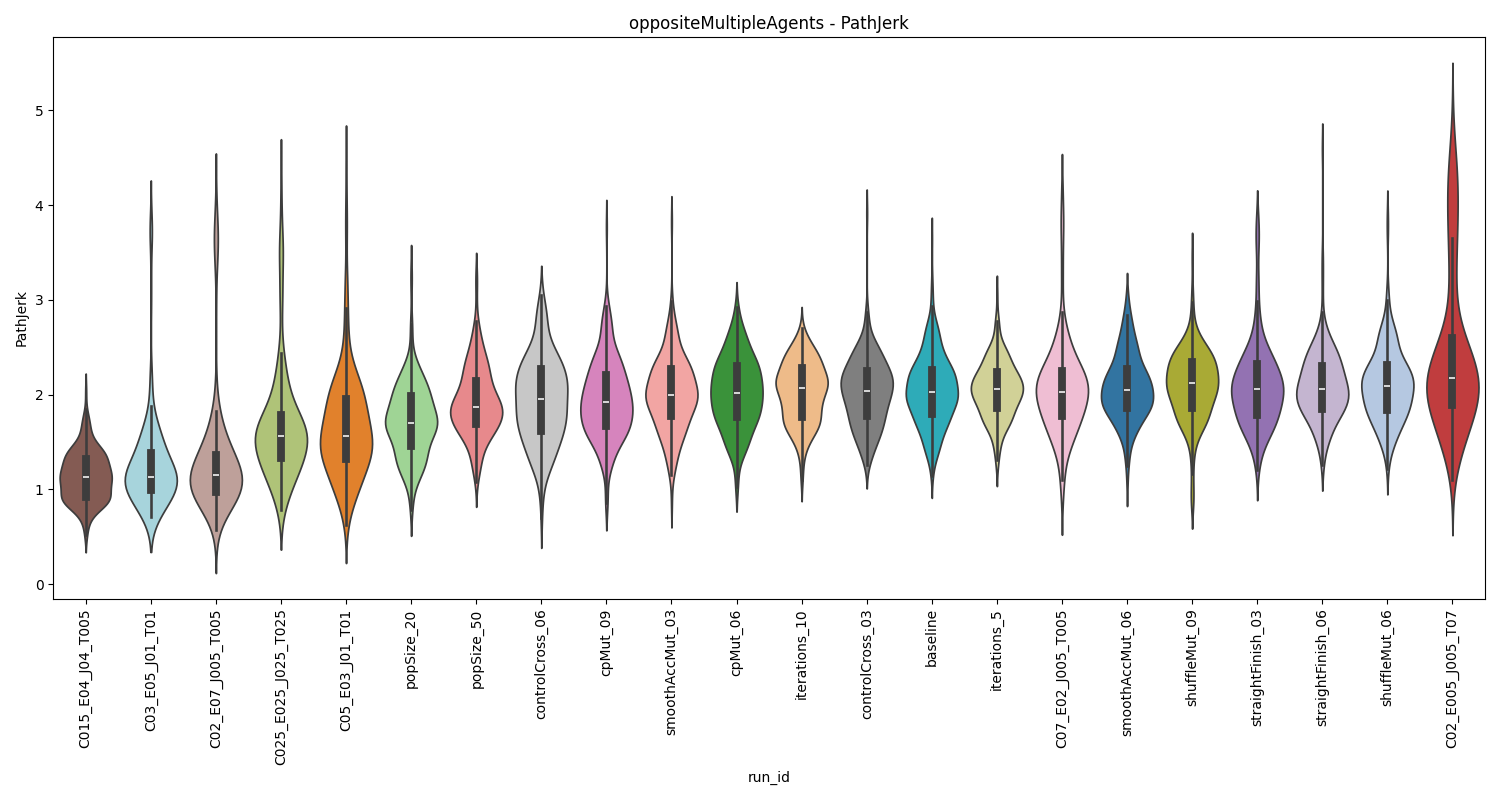 oppositeMultipleAgents - PathJerk
PathJerk
5
4
3
2
1
0
C015_E04_J04_T005
C03_E05_J01_T01
C02_E07_J005_T005
C025_E025_J025_T025
C05_E03_J01_T01
popSize_20
popSize_50
controlCross_06
cpMut_09
smoothAccMut_03
cpMut_06
iterations_10
controlCross_03
baseline
iterations_5
C07_E02_J005_T005
smoothAccMut_06
shuffleMut_09
straightFinish_03
straightFinish_06
shuffleMut_06
C02_E005_J005_T07
run_id